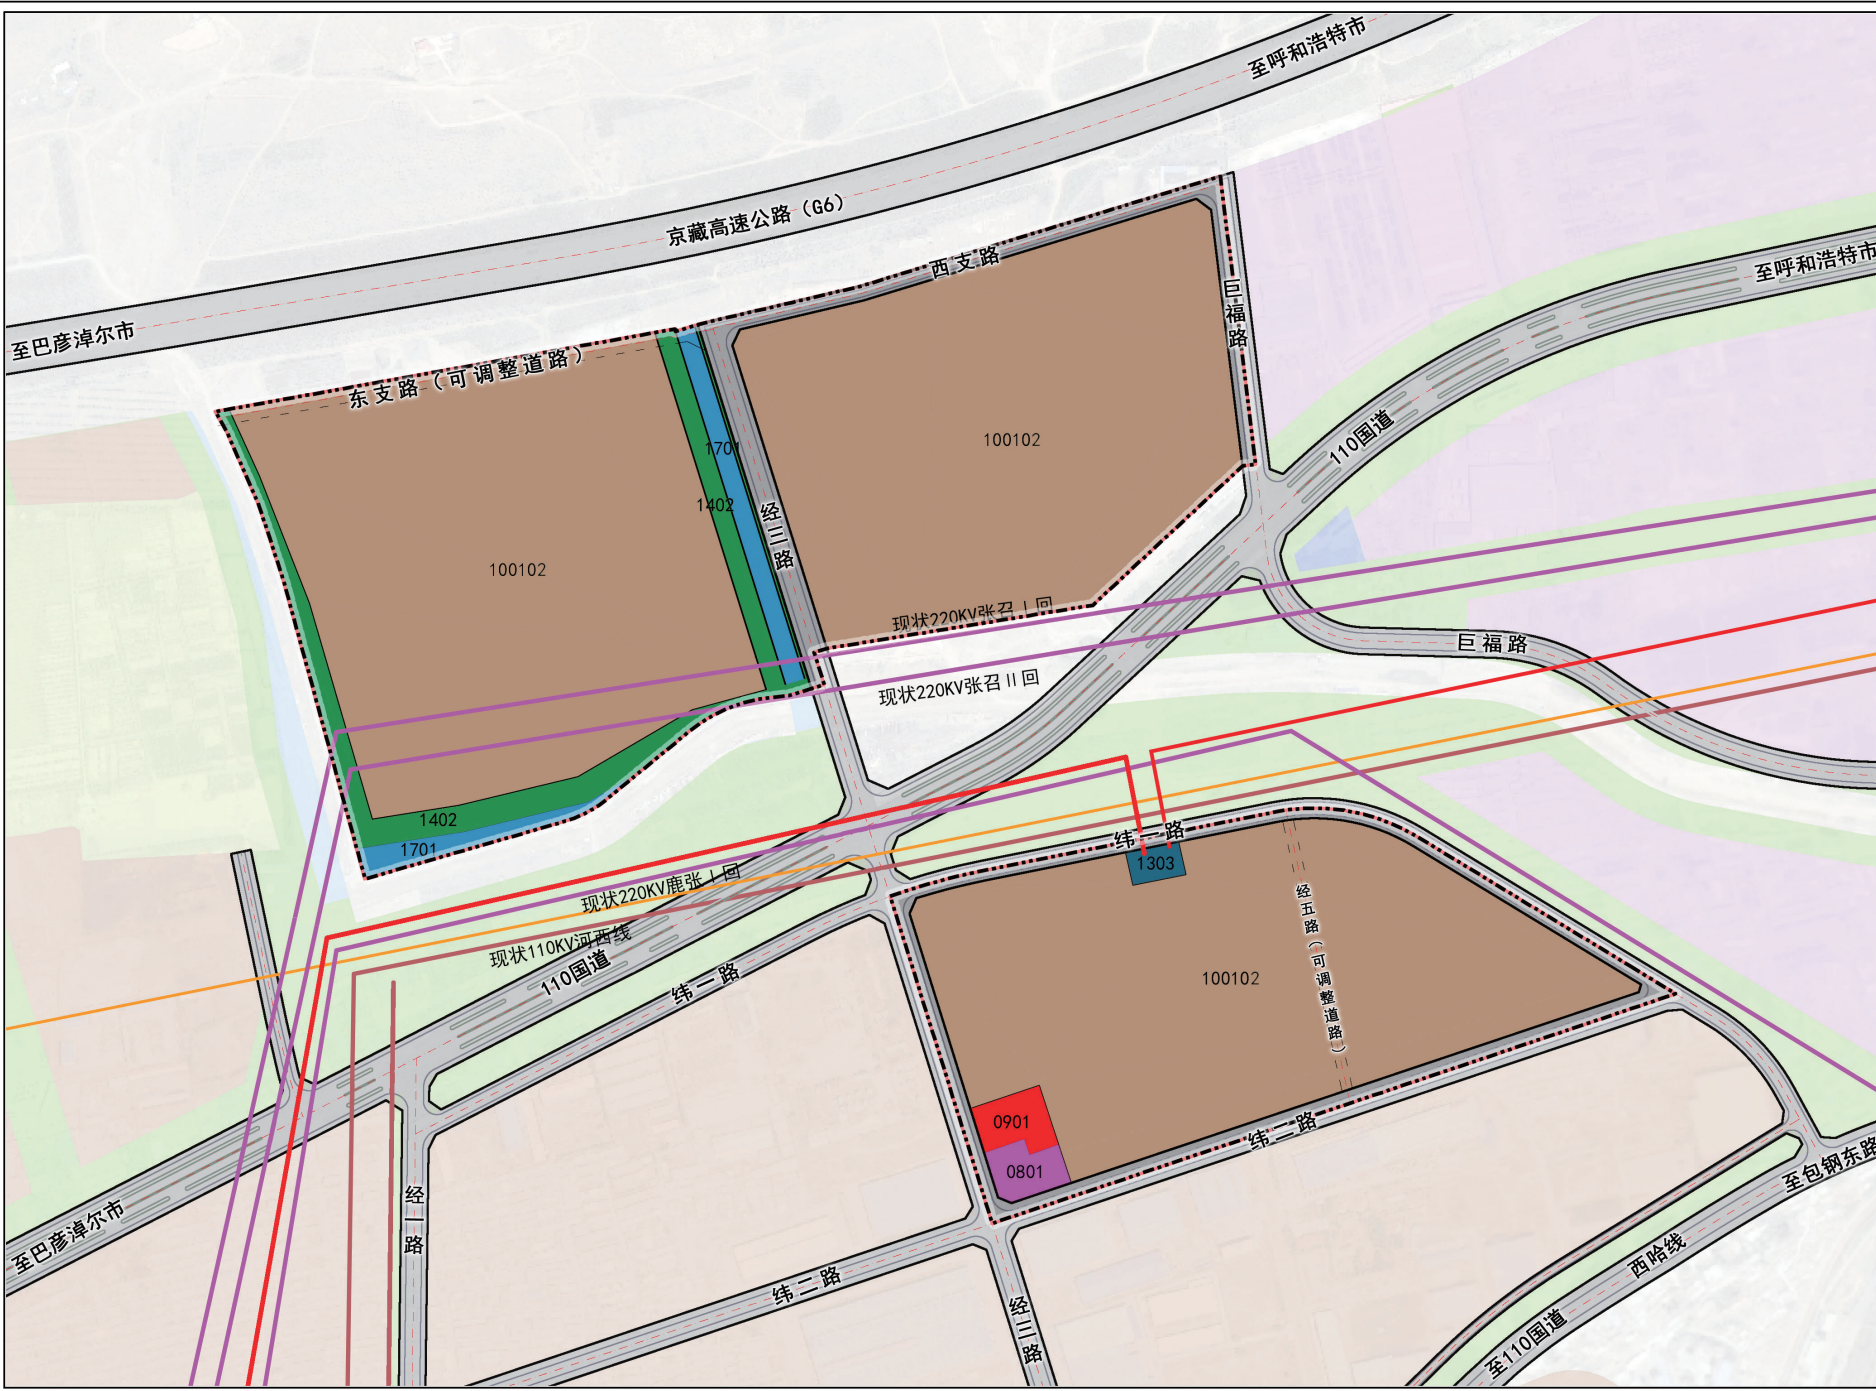 至呼和浩特市
京藏高速公路（G6）
西支路
至呼和浩特市
巨福路
至巴彦淖尔市
东支路（可调整道路）
110国道
100102
1701
1402
经三路
100102
现状220KV张召Ⅰ回
巨福路
现状220KV张召Ⅱ回
1402
纬一路
1701
1303
现状220KV鹿张Ⅰ回
经五路（可调整道路）
现状110KV河西线
110国道
纬一路
100102
0901
纬二路
0801
至包钢东路
经一路
至巴彦淖尔市
西哈线
纬二路
经三路
至110国道